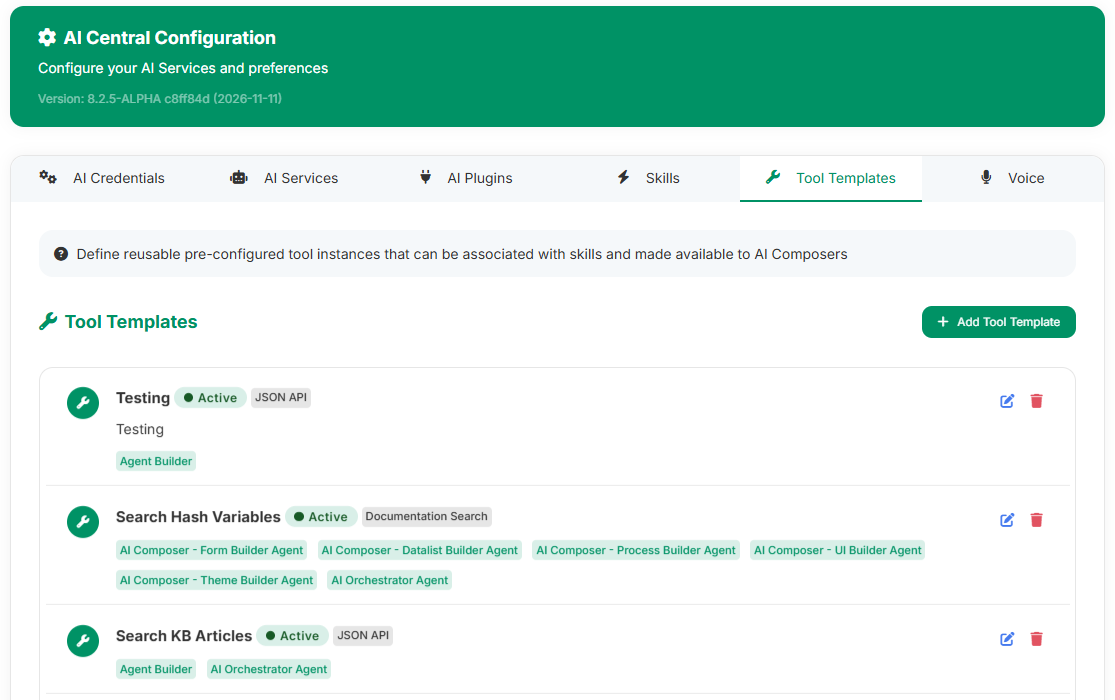 AI Central Configuration
Configure your AI Services and preferences
Version: 8.2.5-ALPHA c8ff84d (2026-11-11)
AI Credentials AI Services AI Plugins Skills Tool Templates Voice
Define reusable pre-configured tool instances that can be associated with skills and made available to AI Composers
Tool Templates + Add Tool Template
Testing Active JSON API
Testing
Agent Builder
Search Hash Variables Active Documentation Search
AI Composer - Form Builder Agent AI Composer - Datalist Builder Agent AI Composer - Process Builder Agent AI Composer - UI Builder Agent
AI Composer - Theme Builder Agent AI Orchestrator Agent
Search KB Articles Active JSON API
Agent Builder AI Orchestrator Agent